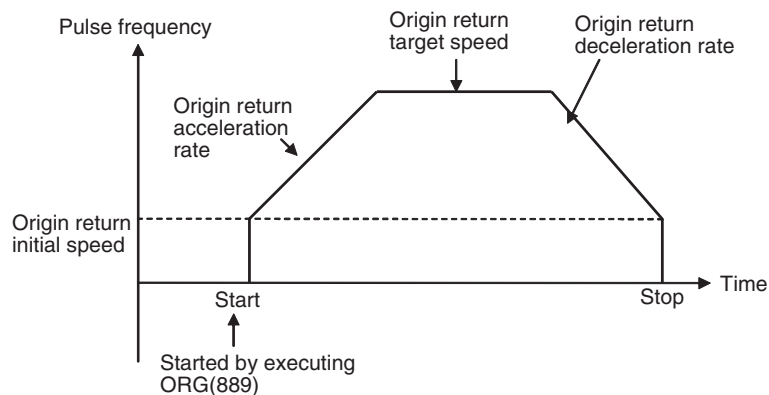 Pulse frequency
Origin return
target speed
Origin return
deceleration rate
Origin return
acceleration
rate
Origin return
initial speed
Time
Start
Stop
Started by executing
ORG(889)